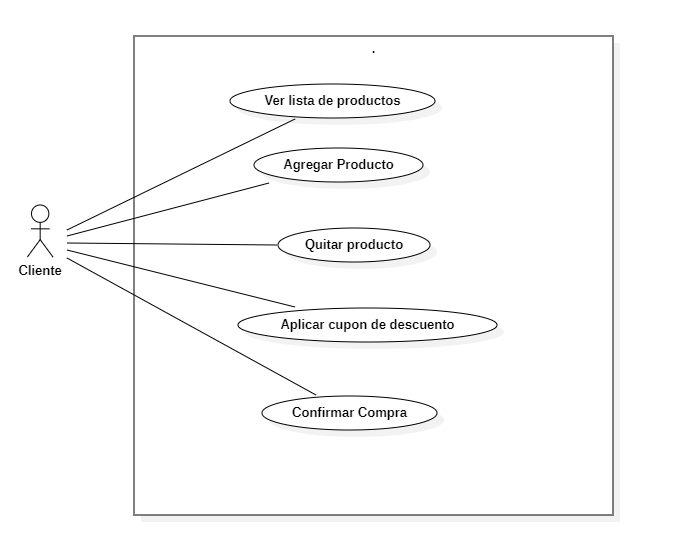 .
Ver lista de productos
Agregar Producto
Quitar producto
Cliente
Aplicar cupon de descuento
Confirmar Compra